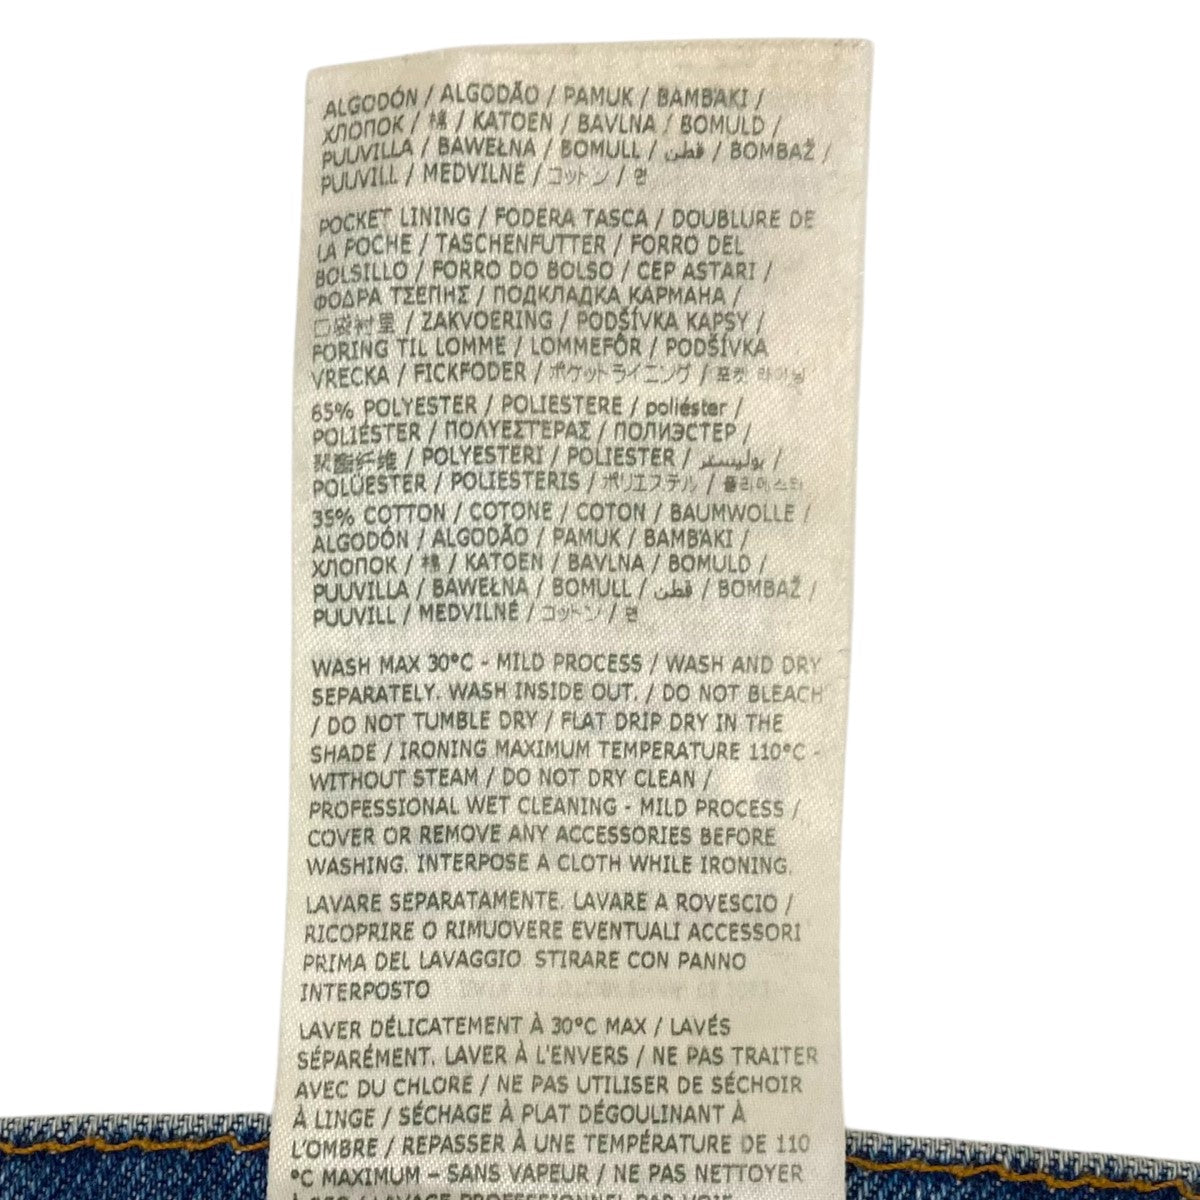 ALGODÓN / ALGODÃO / PAMUK / BAMBAKI /
ХЛОПОК / 棉 / KATOEN / BAVLNA / BOMULD /
PUUVILLA / BAWEŁNA / BOMULL / قطن / BOMBAŽ /
PUUVILL / MEDVILNĖ / コットン / 면
POCKET LINING / FODERA TASCA / DOUBLURE DE
LA POCHE / TASCHENFUTTER / FORRO DEL
BOLSILLO / FORRO DO BOLSO / CEP ASTARI /
ΦΟΔΡΑ ΤΣΕΠΗΣ / ПОДКЛАДКА КАРМАНА /
口袋衬里 / ZAKVOERING / PODŠÍVKA KAPSY /
FORING TIL LOMME / LOMMEFÔR / PODŠÍVKA
VRECKA / FICKFODER / ポケットライニング / 포켓 라이닝
65% POLYESTER / POLIESTERE / poliéster /
POLIÉSTER / ΠΟΛΥΕΣΤΕΡΑΣ / ПОЛИЭСТЕР /
聚酯纤维 / POLYESTERI / POLIESTER / بوليستر /
POLÜESTER / POLIESTERIS / ポリエステル / 폴리에스터
35% COTTON / COTONE / COTON / BAUMWOLLE /
ALGODÓN / ALGODÃO / PAMUK / BAMBAKI /
ХЛОПОК / 棉 / KATOEN / BAVLNA / BOMULD /
PUUVILLA / BAWEŁNA / BOMULL / قطن / BOMBAŽ /
PUUVILL / MEDVILNĖ / コットン / 면
WASH MAX 30°C - MILD PROCESS / WASH AND DRY
SEPARATELY. WASH INSIDE OUT. / DO NOT BLEACH
/ DO NOT TUMBLE DRY / FLAT DRIP DRY IN THE
SHADE / IRONING MAXIMUM TEMPERATURE 110°C -
WITHOUT STEAM / DO NOT DRY CLEAN /
PROFESSIONAL WET CLEANING - MILD PROCESS /
COVER OR REMOVE ANY ACCESSORIES BEFORE
WASHING. INTERPOSE A CLOTH WHILE IRONING.
LAVARE SEPARATAMENTE. LAVARE A ROVESCIO /
RICOPRIRE O RIMUOVERE EVENTUALI ACCESSORI
PRIMA DEL LAVAGGIO. STIRARE CON PANNO
INTERPOSTO
LAVER DÉLICATEMENT À 30°C MAX / LAVÉS
SÉPARÉMENT. LAVER À L'ENVERS / NE PAS TRAITER
AVEC DU CHLORE / NE PAS UTILISER DE SÉCHOIR
À LINGE / SÉCHAGE À PLAT DÉGOULINANT À
L'OMBRE / REPASSER À UNE TEMPÉRATURE DE 110
°C MAXIMUM – SANS VAPEUR / NE PAS NETTOYER